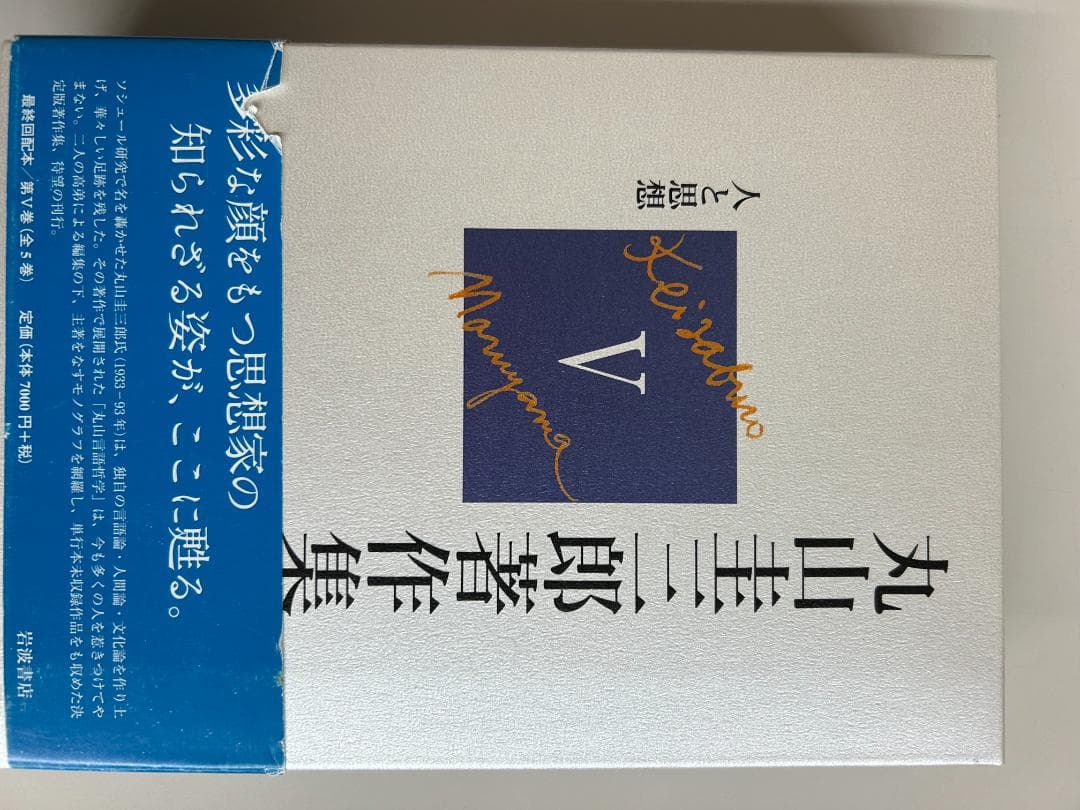 丸山圭三郎著作集
人と思想
Keisaburo
V
Maruyama
多彩な顔をもつ思想家の
知られざる姿が、ここに甦る。
ソシュール研究で名を轟かせた丸山圭三郎氏(1933–93年)は、独自の言語論・人間論・文化論を作り上
げ、華々しい足跡を残した。その著作で展開された「丸山言語哲学」は、今も多くの人を惹きつけてや
まない。二人の高弟による編集の下、主著をなすモノグラフを網羅し、単行本未収録作品をも収めた決
定版著作集、待望の刊行。
最終回配本/第V巻(全5巻) 定価(本体7000円+税)
岩波書店